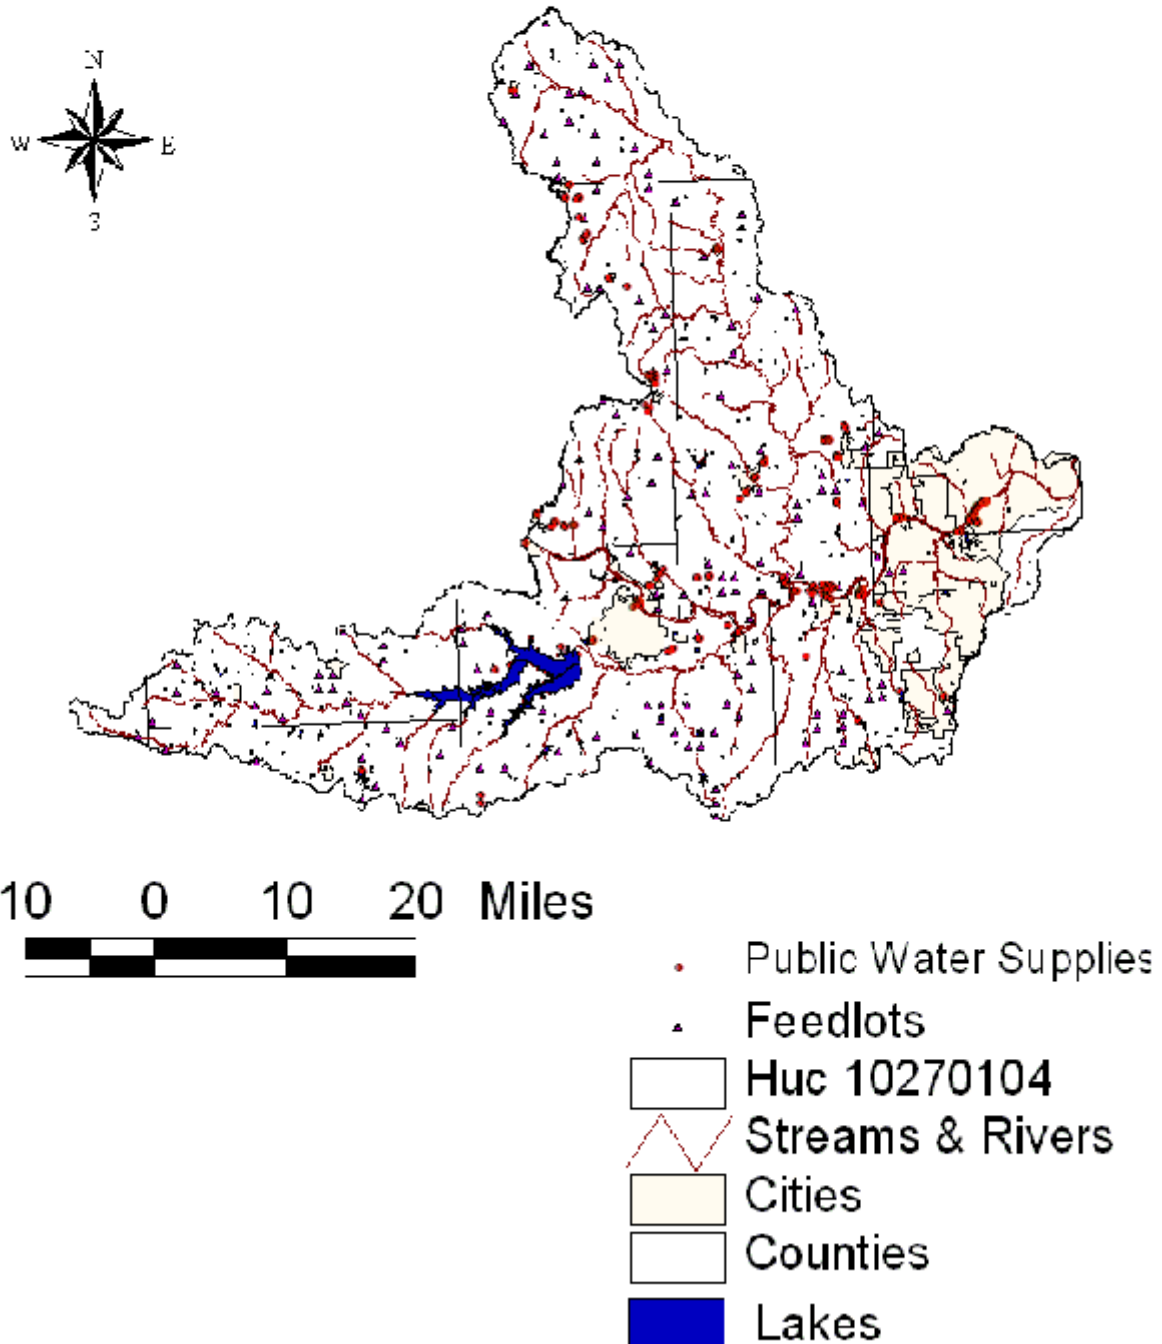 N
W E
S
10 0 10 20 Miles
Public Water Supplies
Feedlots
Huc 10270104
Streams & Rivers
Cities
Counties
Lakes